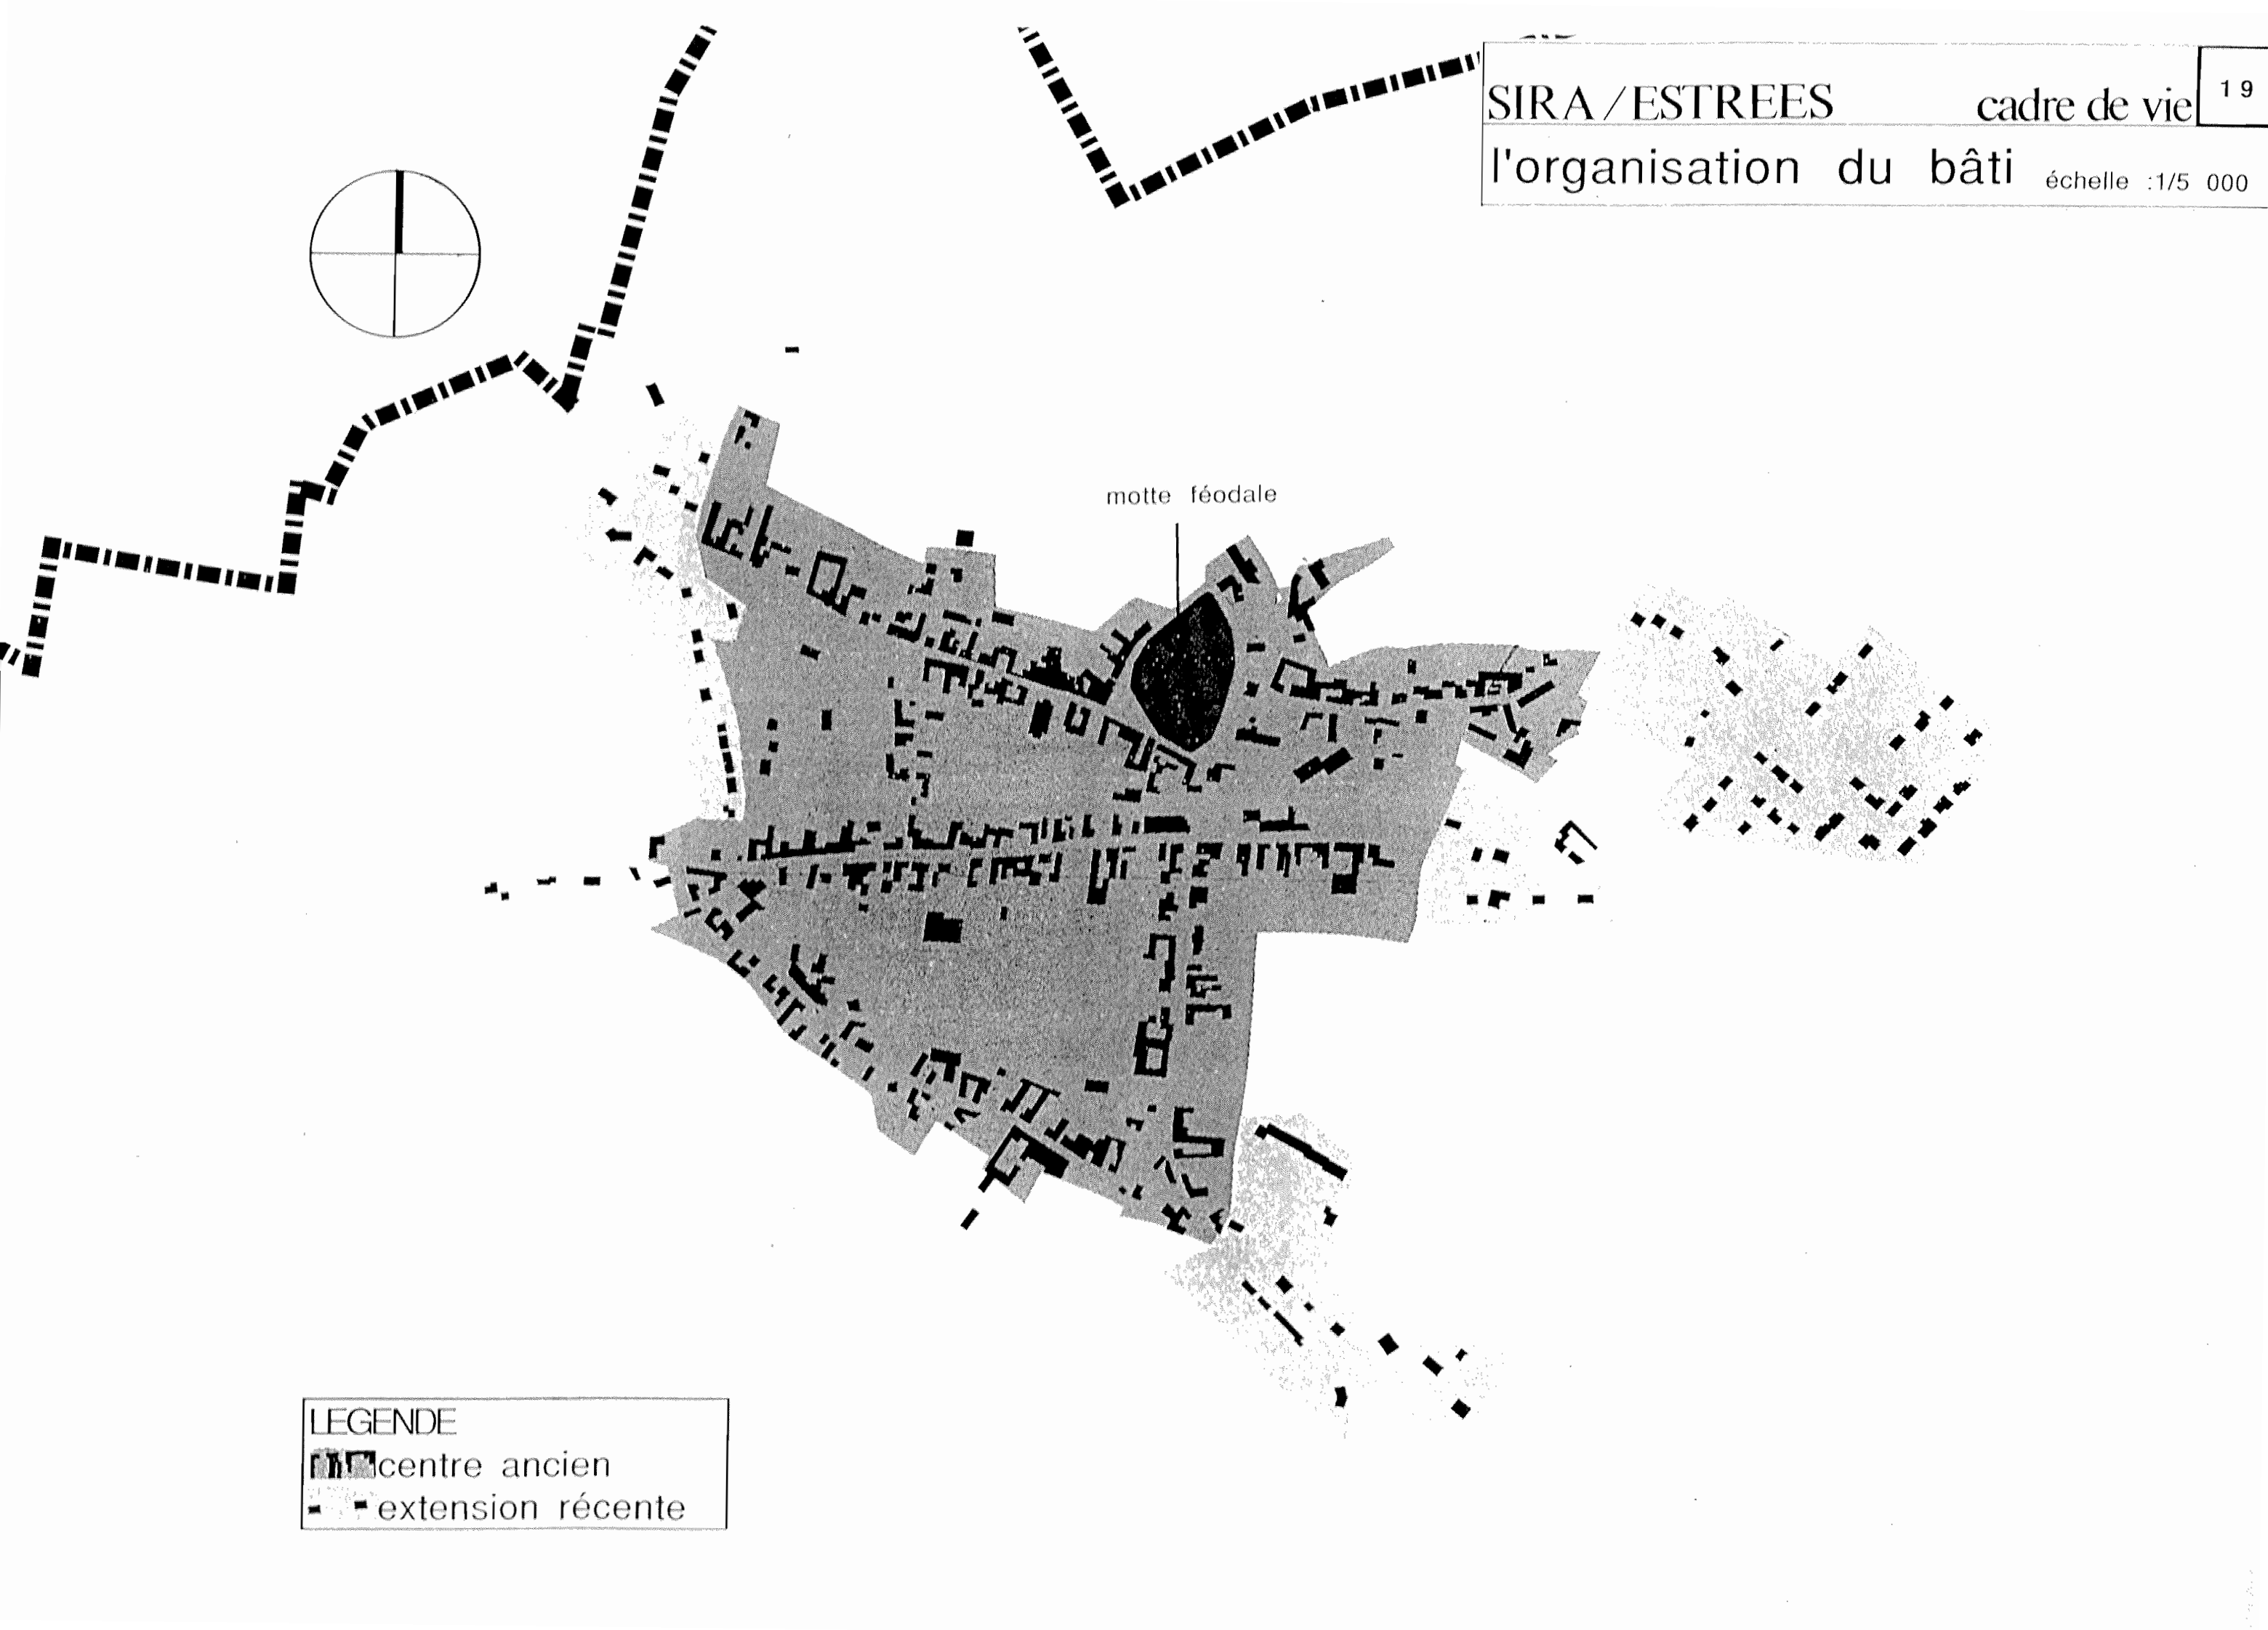 SIRA/ESTREES cadre de vie 19
l'organisation du bâti échelle :1/5 000
motte féodale
LEGENDE
centre ancien
extension récente